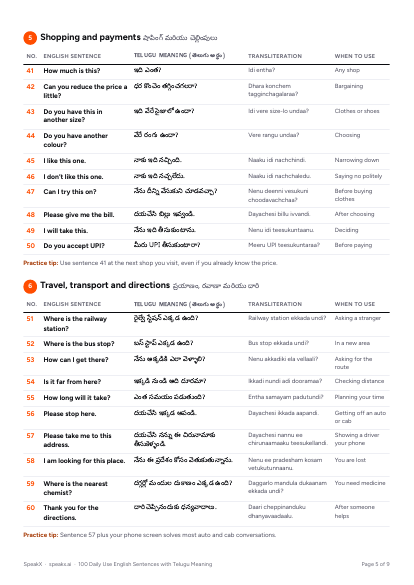 5 Shopping and payments షాపింగ్ మరియు చెల్లింపులు
NO. ENGLISH SENTENCE TELUGU MEANING (తెలుగు అర్థం) TRANSLITERATION WHEN TO USE
41 How much is this? ఇది ఎంత? Idi entha? Any shop
42 Can you reduce the price a little? ధర కొంచెం తగ్గించగలరా? Dhara konchem tagginchagalaraa? Bargaining
43 Do you have this in another size? ఇది వేరే సైజులో ఉందా? Idi vere size-lo undaa? Clothes or shoes
44 Do you have another colour? వేరే రంగు ఉందా? Vere rangu undaa? Choosing
45 I like this one. నాకు ఇది నచ్చింది. Naaku idi nachchindi. Narrowing down
46 I don't like this one. నాకు ఇది నచ్చలేదు. Naaku idi nachchaledu. Saying no politely
47 Can I try this on? నేను దీన్ని వేసుకుని చూడవచ్చా? Nenu deenni vesukuni choodavachchaa? Before buying clothes
48 Please give me the bill. దయచేసి బిల్లు ఇవ్వండి. Dayachesi billu ivvandi. After choosing
49 I will take this. నేను ఇది తీసుకుంటాను. Nenu idi teesukuntaanu. Deciding
50 Do you accept UPI? మీరు UPI తీసుకుంటారా? Meeru UPI teesukuntaraa? Before paying
Practice tip: Use sentence 41 at the next shop you visit, even if you already know the price.
6 Travel, transport and directions ప్రయాణం, రవాణా మరియు దారి
NO. ENGLISH SENTENCE TELUGU MEANING (తెలుగు అర్థం) TRANSLITERATION WHEN TO USE
51 Where is the railway station? రైల్వే స్టేషన్ ఎక్కడ ఉంది? Railway station ekkada undi? Asking a stranger
52 Where is the bus stop? బస్ స్టాప్ ఎక్కడ ఉంది? Bus stop ekkada undi? In a new area
53 How can I get there? నేను అక్కడికి ఎలా వెళ్ళాలి? Nenu akkadiki ela vellaali? Asking for the route
54 Is it far from here? ఇక్కడి నుండి అది దూరమా? Ikkadi nundi adi dooramaa? Checking distance
55 How long will it take? ఎంత సమయం పడుతుంది? Entha samayam padutundi? Planning your time
56 Please stop here. దయచేసి ఇక్కడ ఆపండి. Dayachesi ikkada aapandi. Getting off an auto or cab
57 Please take me to this address. దయచేసి నన్ను ఈ చిరునామాకు తీసుకెళ్ళండి. Dayachesi nannu ee chirunaamaaku teesukellandi. Showing a driver your phone
58 I am looking for this place. నేను ఈ ప్రదేశం కోసం వెతుకుతున్నాను. Nenu ee pradesham kosam vetukutunnaanu. You are lost
59 Where is the nearest chemist? దగ్గర్లో మందుల దుకాణం ఎక్కడ ఉంది? Daggarlo mandula dukaanam ekkada undi? You need medicine
60 Thank you for the directions. దారి చెప్పినందుకు ధన్యవాదాలు. Daari cheppinanduku dhanyavaadaalu. After someone helps
Practice tip: Sentence 57 plus your phone screen solves most auto and cab conversations.
SpeakX · speakx.ai · 100 Daily Use English Sentences with Telugu Meaning Page 5 of 9